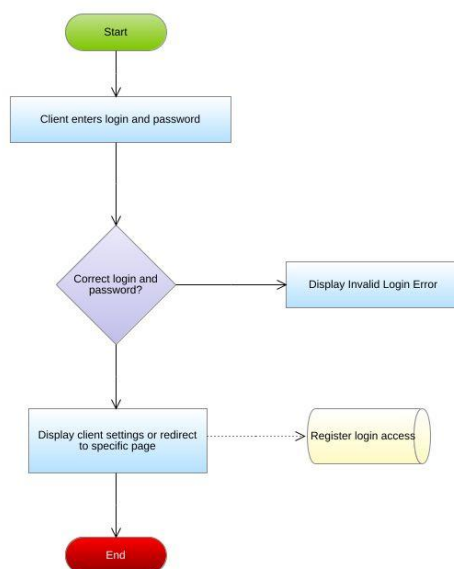 Start
Client enters login and password
Correct login and
password?
Display Invalid Login Error
Display client settings or redirect
to specific page
Register login access
End